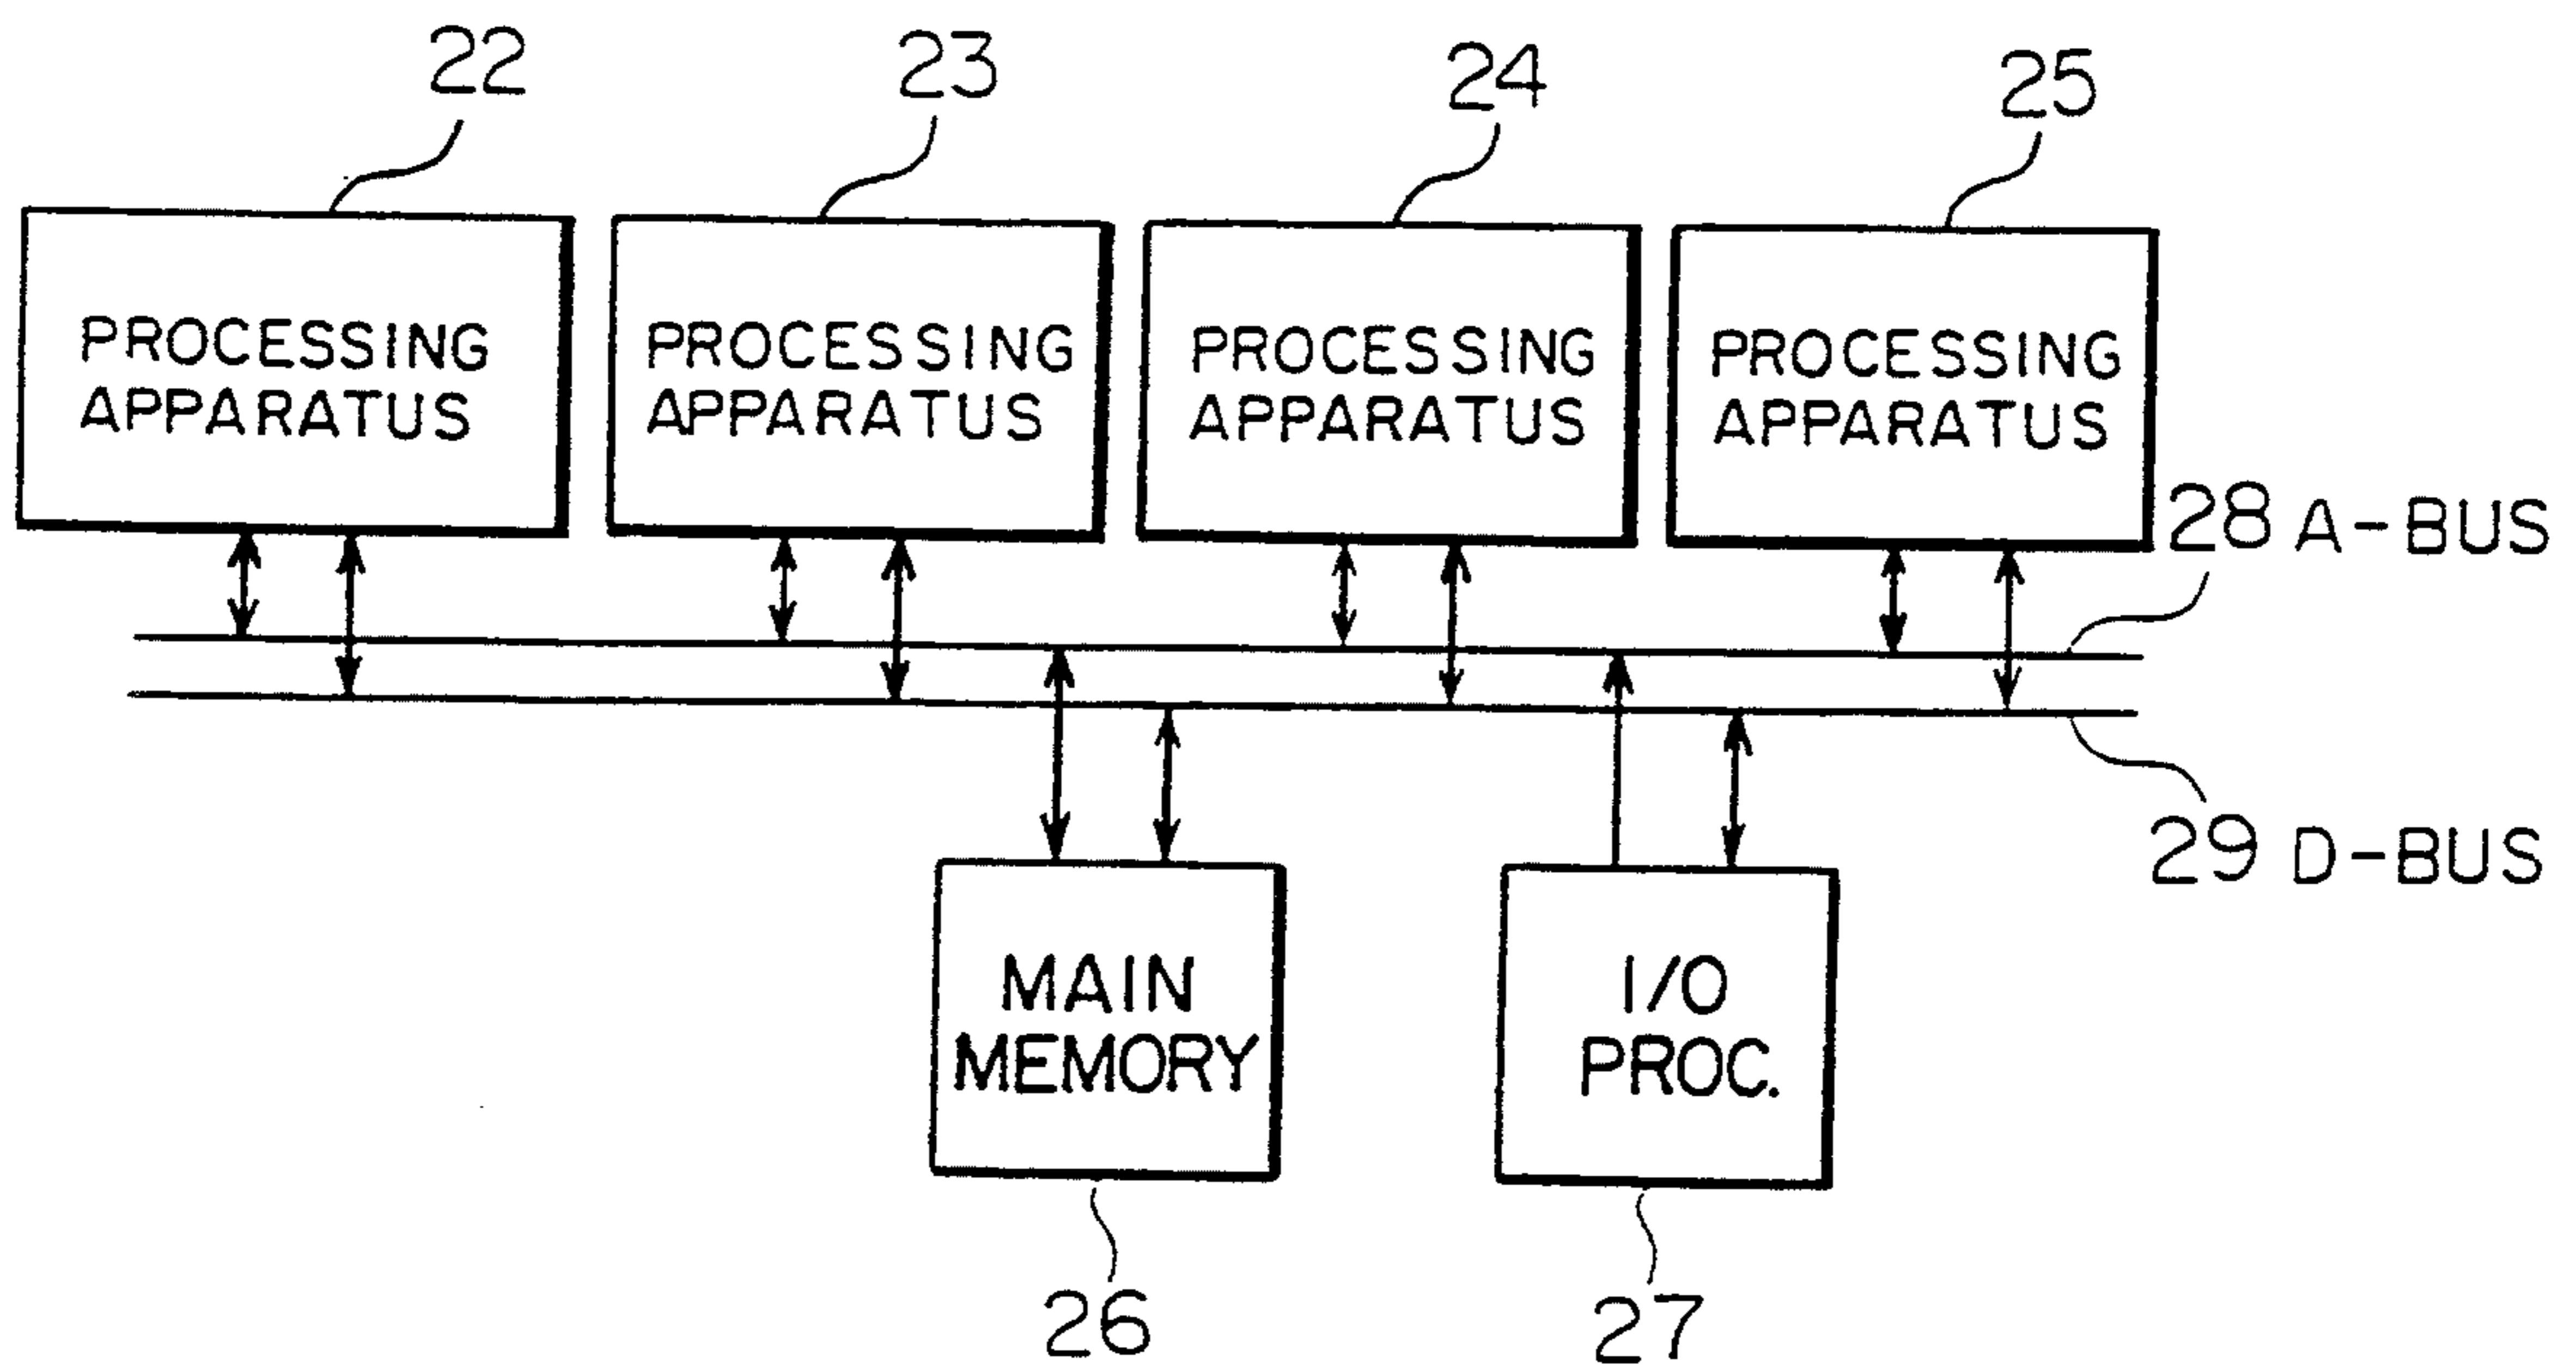 22
23
24
25
PROCESSING
APPARATUS
PROCESSING
APPARATUS
PROCESSING
APPARATUS
PROCESSING
APPARATUS
28 A-BUS
29 D-BUS
MAIN
MEMORY
I/O
PROC.
26
27